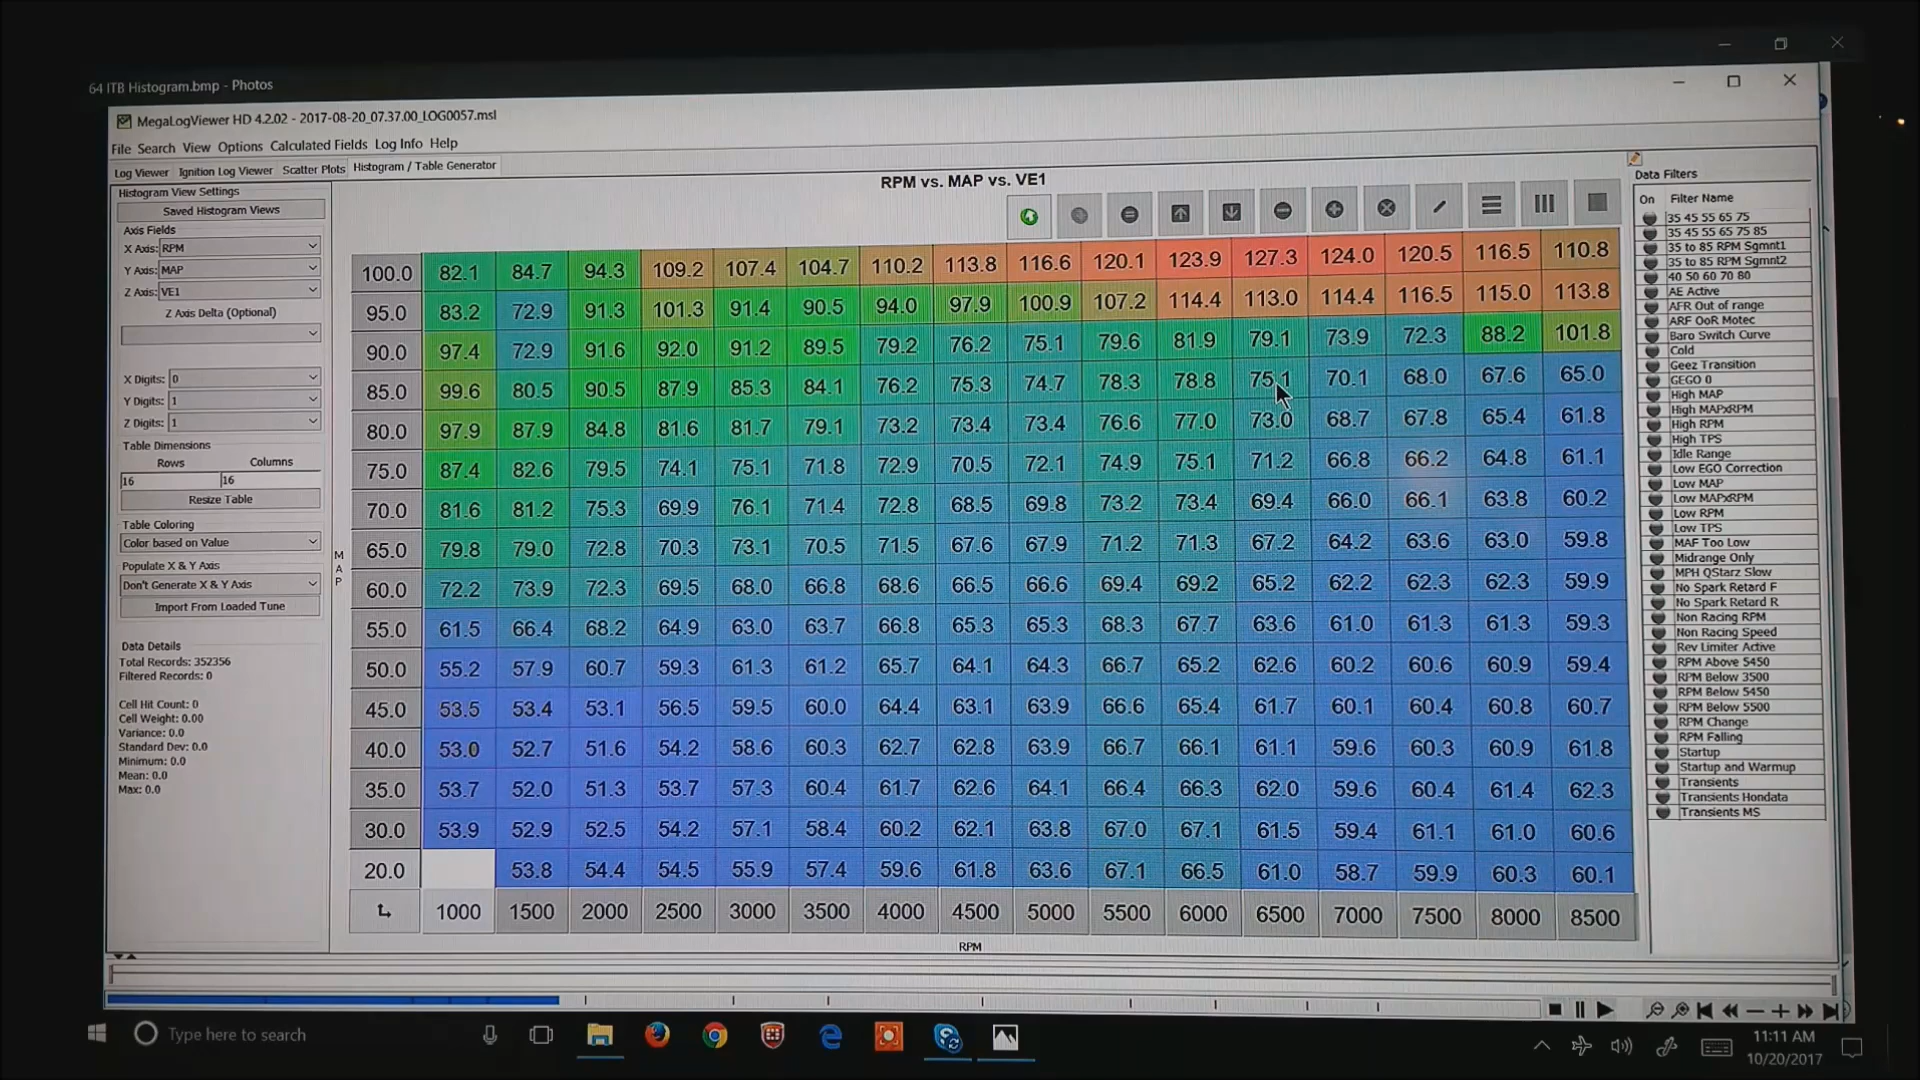 64 ITB Histogram.bmp - Photos
MegaLogViewer HD 4.2.02 - 2017-08-20_07.37.00_LOG0057.msl
File Search View Options Calculated Fields Log Info Help
Log Viewer Ignition Log Viewer Scatter Plots Histogram / Table Generator
Histogram View Settings
Saved Histogram Views
Axis Fields
X Axis: RPM
Y Axis: MAP
Z Axis: VE1
Z Axis Delta (Optional)
X Digits: 0
Y Digits: 1
Z Digits: 1
Table Dimensions
Rows Columns
16 16
Resize Table
Table Coloring
Color based on Value
Populate X & Y Axis
Don't Generate X & Y Axis
Import From Loaded Tune
Data Details
Total Records: 352356
Filtered Records: 0
Cell Hit Count: 0
Cell Weight: 0.00
Variance: 0.0
Standard Dev: 0.0
Minimum: 0.0
Mean: 0.0
Max: 0.0
RPM vs. MAP vs. VE1
MAP
100.0 82.1 84.7 94.3 109.2 107.4 104.7 110.2 113.8 116.6 120.1 123.9 127.3 124.0 120.5 116.5 110.8
95.0 83.2 72.9 91.3 101.3 91.4 90.5 94.0 97.9 100.9 107.2 114.4 113.0 114.4 116.5 115.0 113.8
90.0 97.4 72.9 91.6 92.0 91.2 89.5 79.2 76.2 75.1 79.6 81.9 79.1 73.9 72.3 88.2 101.8
85.0 99.6 80.5 90.5 87.9 85.3 84.1 76.2 75.3 74.7 78.3 78.8 75.1 70.1 68.0 67.6 65.0
80.0 97.9 87.9 84.8 81.6 81.7 79.1 73.2 73.4 73.4 76.6 77.0 73.0 68.7 67.8 65.4 61.8
75.0 87.4 82.6 79.5 74.1 75.1 71.8 72.9 70.5 72.1 74.9 75.1 71.2 66.8 66.2 64.8 61.1
70.0 81.6 81.2 75.3 69.9 76.1 71.4 72.8 68.5 69.8 73.2 73.4 69.4 66.0 66.1 63.8 60.2
65.0 79.8 79.0 72.8 70.3 73.1 70.5 71.5 67.6 67.9 71.2 71.3 67.2 64.2 63.6 63.0 59.8
60.0 72.2 73.9 72.3 69.5 68.0 66.8 68.6 66.5 66.6 69.4 69.2 65.2 62.2 62.3 62.3 59.9
55.0 61.5 66.4 68.2 64.9 63.0 63.7 66.8 65.3 65.3 68.3 67.7 63.6 61.0 61.3 61.3 59.3
50.0 55.2 57.9 60.7 59.3 61.3 61.2 65.7 64.1 64.3 66.7 65.2 62.6 60.2 60.6 60.9 59.4
45.0 53.5 53.4 53.1 56.5 59.5 60.0 64.4 63.1 63.9 66.6 65.4 61.7 60.1 60.4 60.8 60.7
40.0 53.0 52.7 51.6 54.2 58.6 60.3 62.7 62.8 63.9 66.7 66.1 61.1 59.6 60.3 60.9 61.8
35.0 53.7 52.0 51.3 53.7 57.3 60.4 61.7 62.6 64.1 66.4 66.3 62.0 59.6 60.4 61.4 62.3
30.0 53.9 52.9 52.5 54.2 57.1 58.4 60.2 62.1 63.8 67.0 67.1 61.5 59.4 61.1 61.0 60.6
20.0 53.8 54.4 54.5 55.9 57.4 59.6 61.8 63.6 67.1 66.5 61.0 58.7 59.9 60.3 60.1
1000 1500 2000 2500 3000 3500 4000 4500 5000 5500 6000 6500 7000 7500 8000 8500
RPM
Data Filters
On Filter Name
35 45 55 65 75
35 45 55 65 75 85
35 to 85 RPM Sgmnt1
35 to 85 RPM Sgmnt2
40 50 60 70 80
AE Active
AFR Out of range
ARF OoR Motec
Baro Switch Curve
Cold
Geez Transition
GEGO 0
High MAP
High MAPxRPM
High RPM
High TPS
Idle Range
Low EGO Correction
Low MAP
Low MAPxRPM
Low RPM
Low TPS
MAF Too Low
Midrange Only
MPH QStarz Slow
No Spark Retard F
No Spark Retard R
Non Racing RPM
Non Racing Speed
Rev Limiter Active
RPM Above 5450
RPM Below 3500
RPM Below 5450
RPM Below 5500
RPM Change
RPM Falling
Startup
Startup and Warmup
Transients
Transients Hondata
Transients MS
Type here to search
11:11 AM
10/20/2017